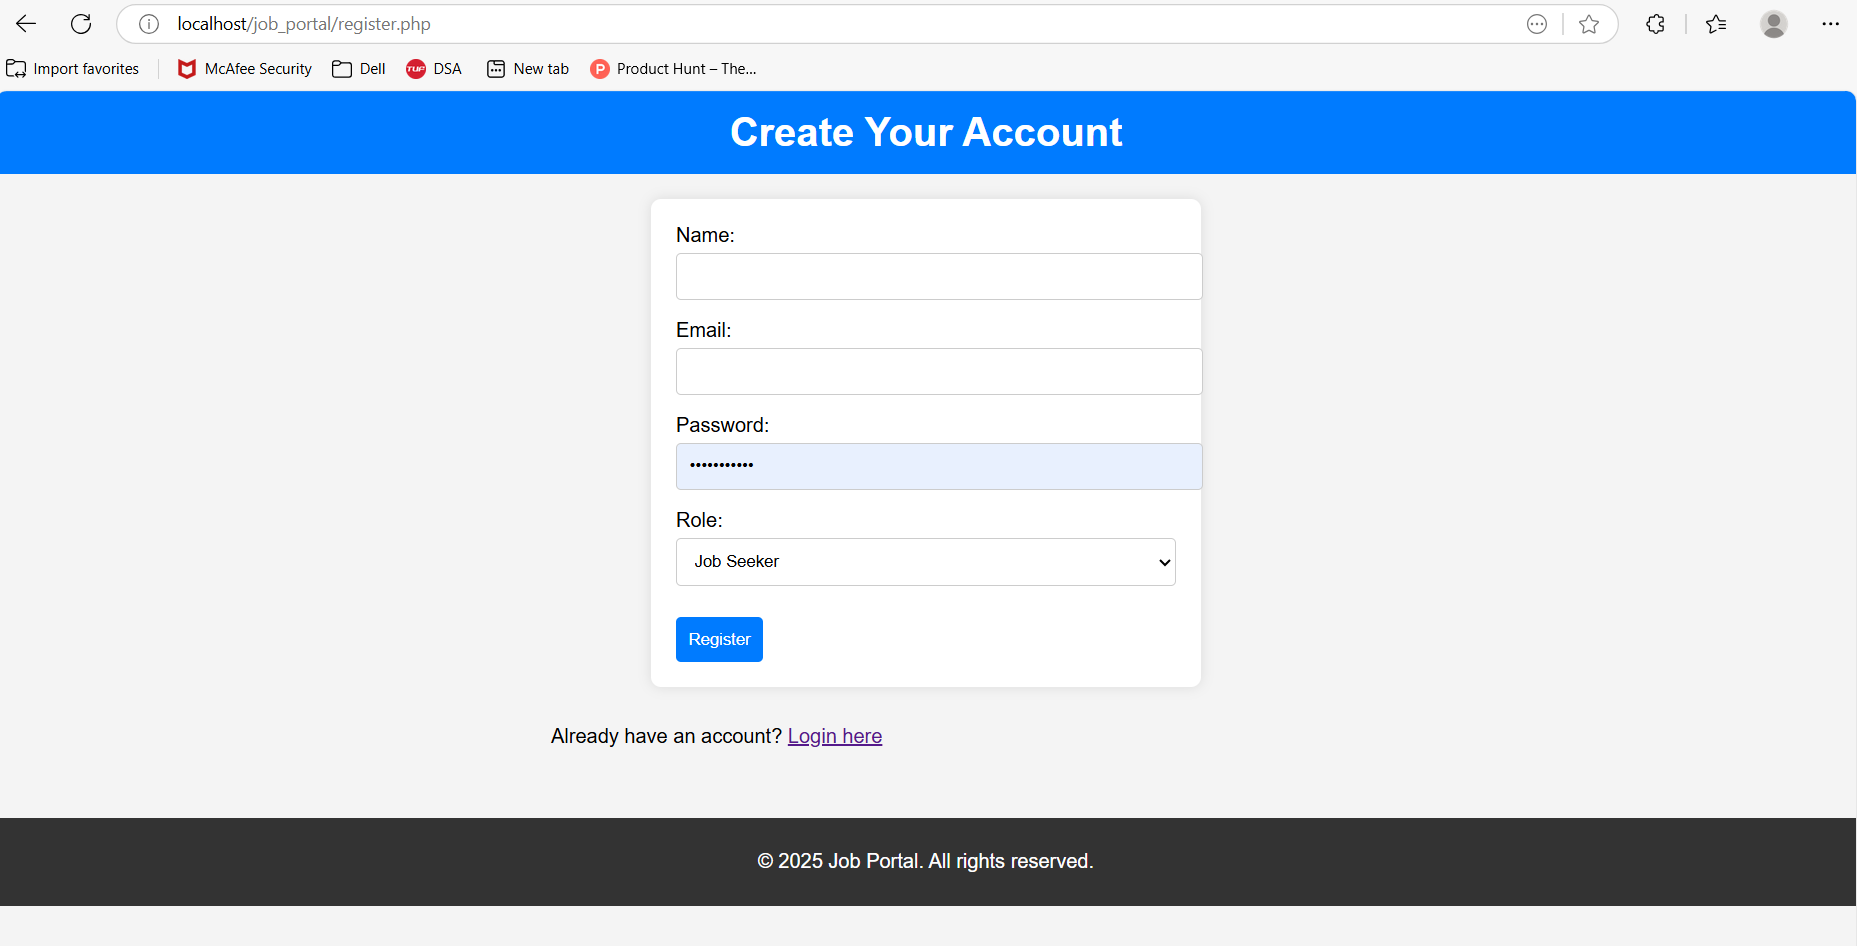 localhost/job_portal/register.php
Import favorites McAfee Security Dell TUP DSA New tab P Product Hunt – The...
Create Your Account
Name:
Email:
Password:
•••••••••••
Role:
Job Seeker
Register
Already have an account? Login here
© 2025 Job Portal. All rights reserved.